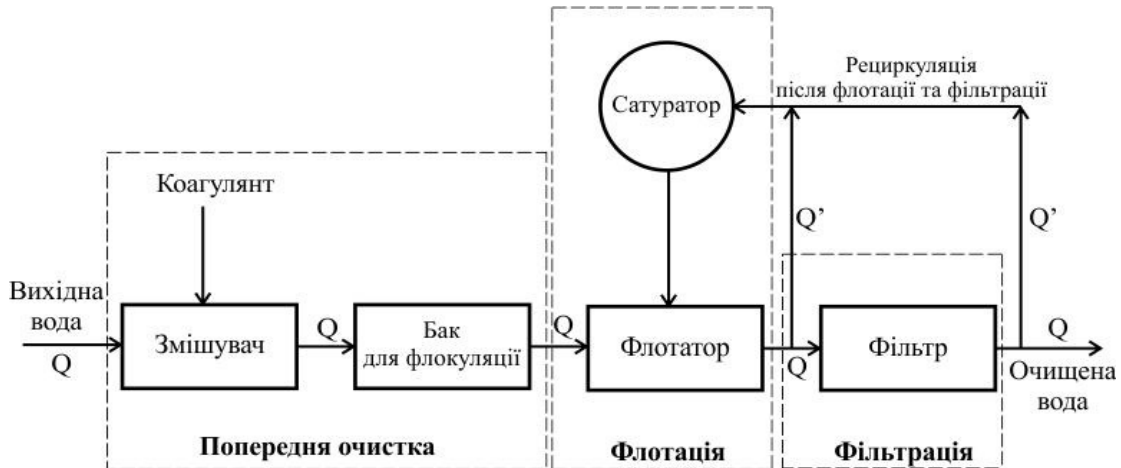 Рециркуляція
після флотації та фільтрації
Сатуратор
Коагулянт
Q’
Q’
Вихідна
вода
Q
Змішувач
Q
Бак
для флокуляції
Q
Флотатор
Q
Фільтр
Q
Очищена
вода
Попередня очистка
Флотація
Фільтрація